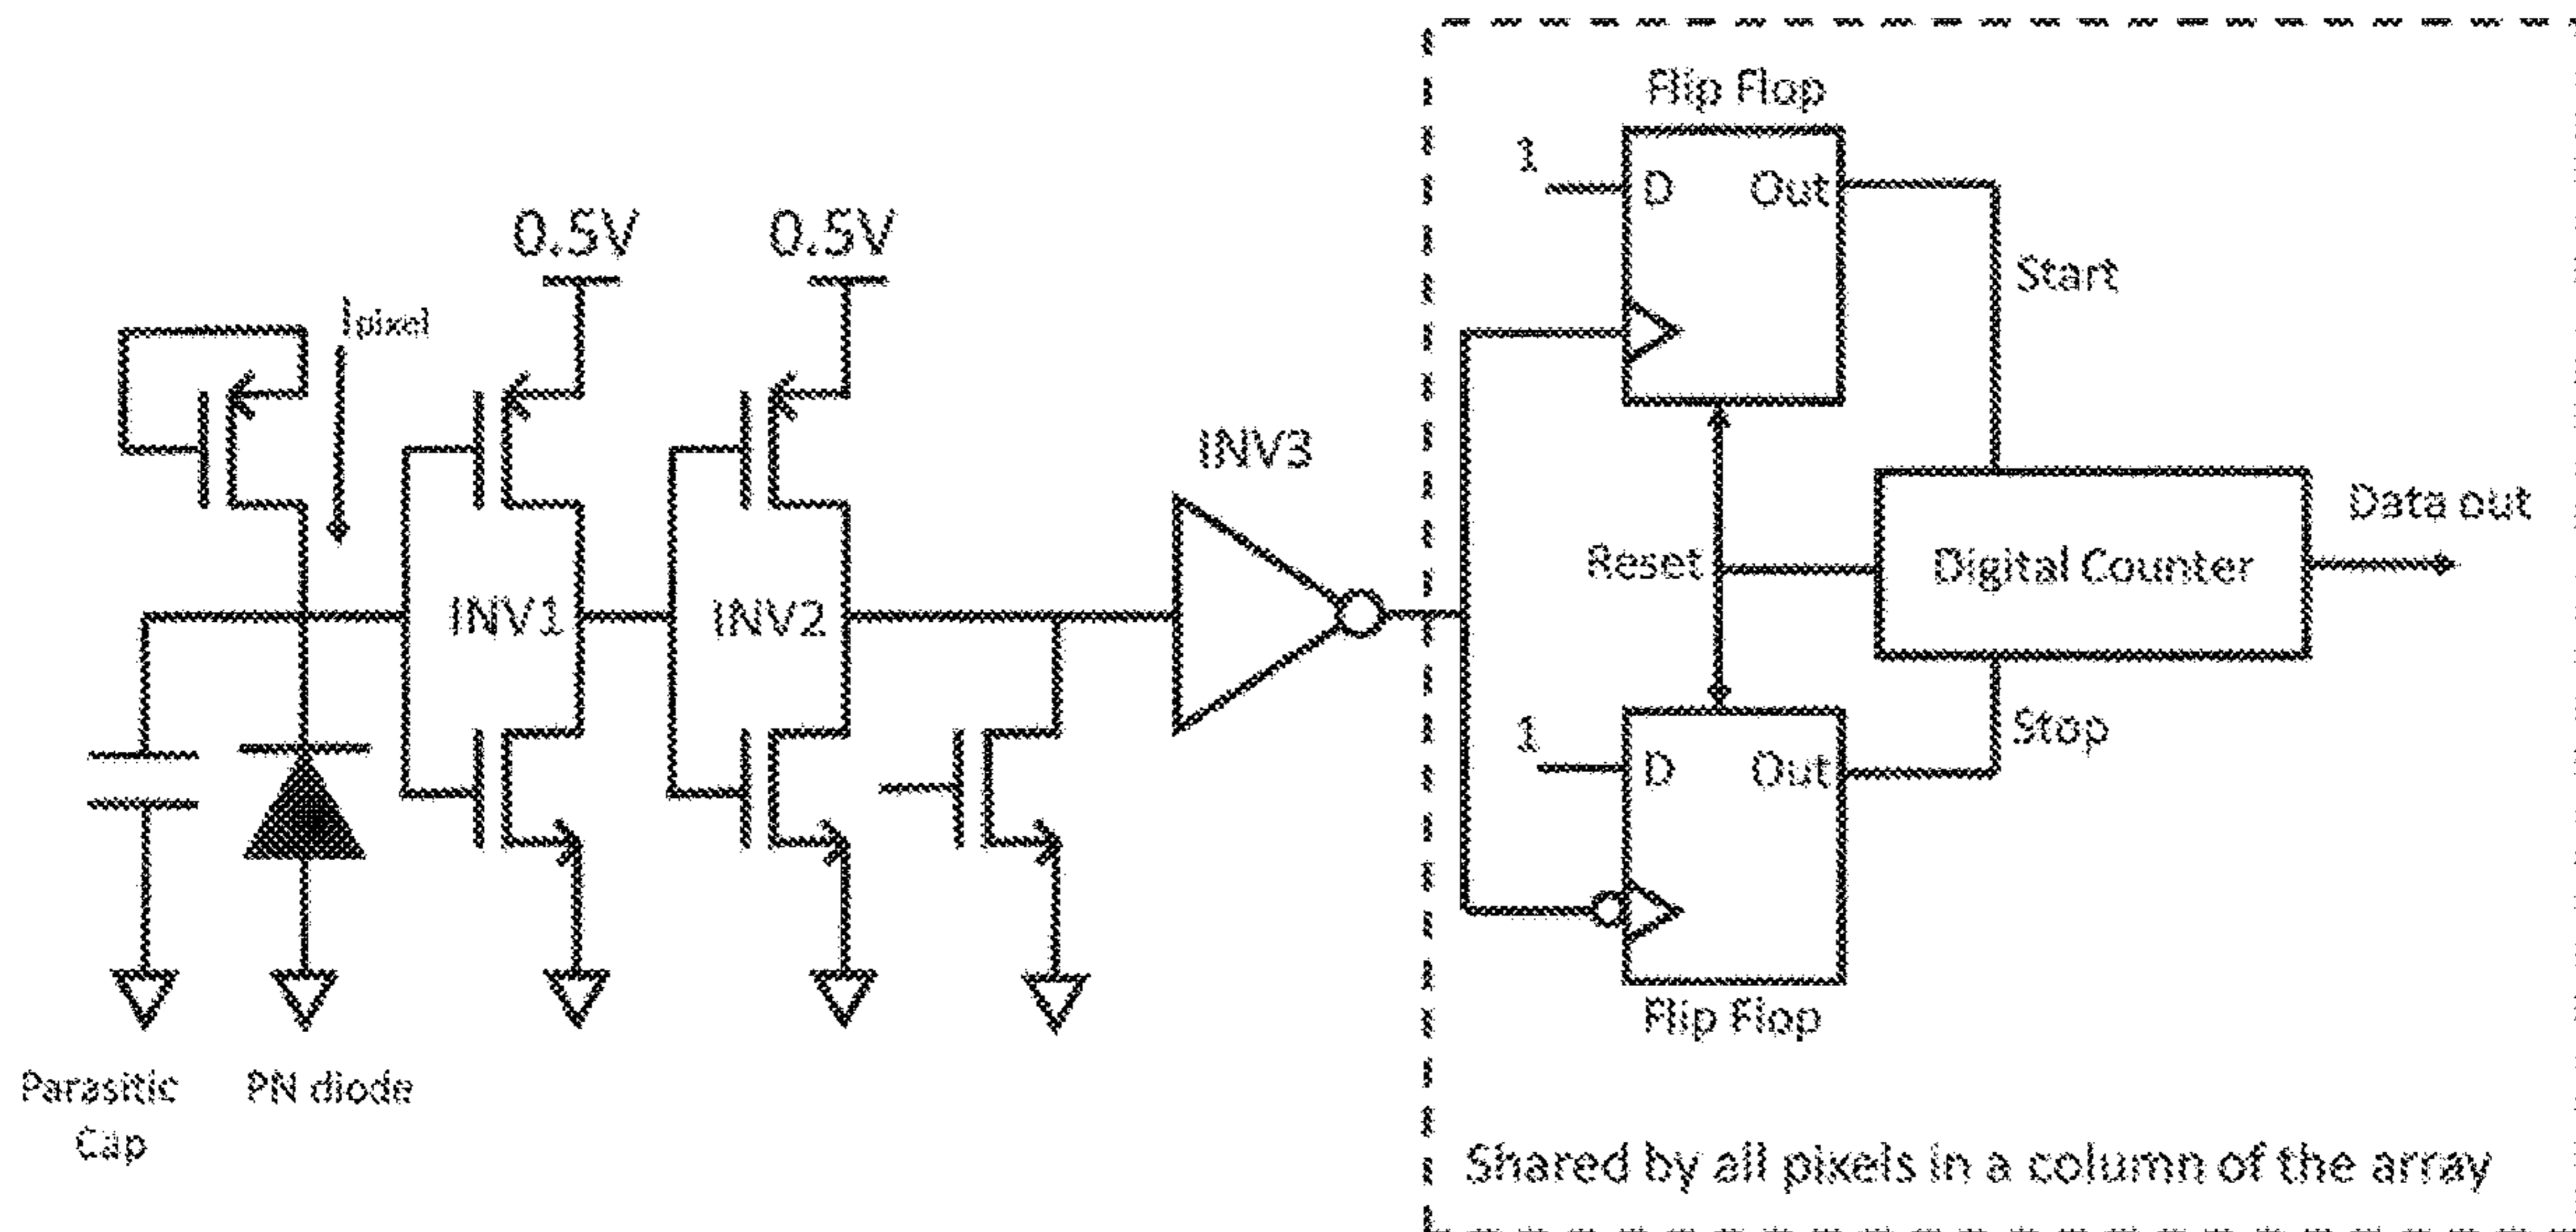 Flip Flop
1
D
Out
0.5V
0.5V
Start
Ipixel
INV3
Data out
Reset
Digital Counter
INV1
INV2
1
D
Out
Stop
Flip Flop
Parasitic
Cap
PN diode
Shared by all pixels in a column of the array